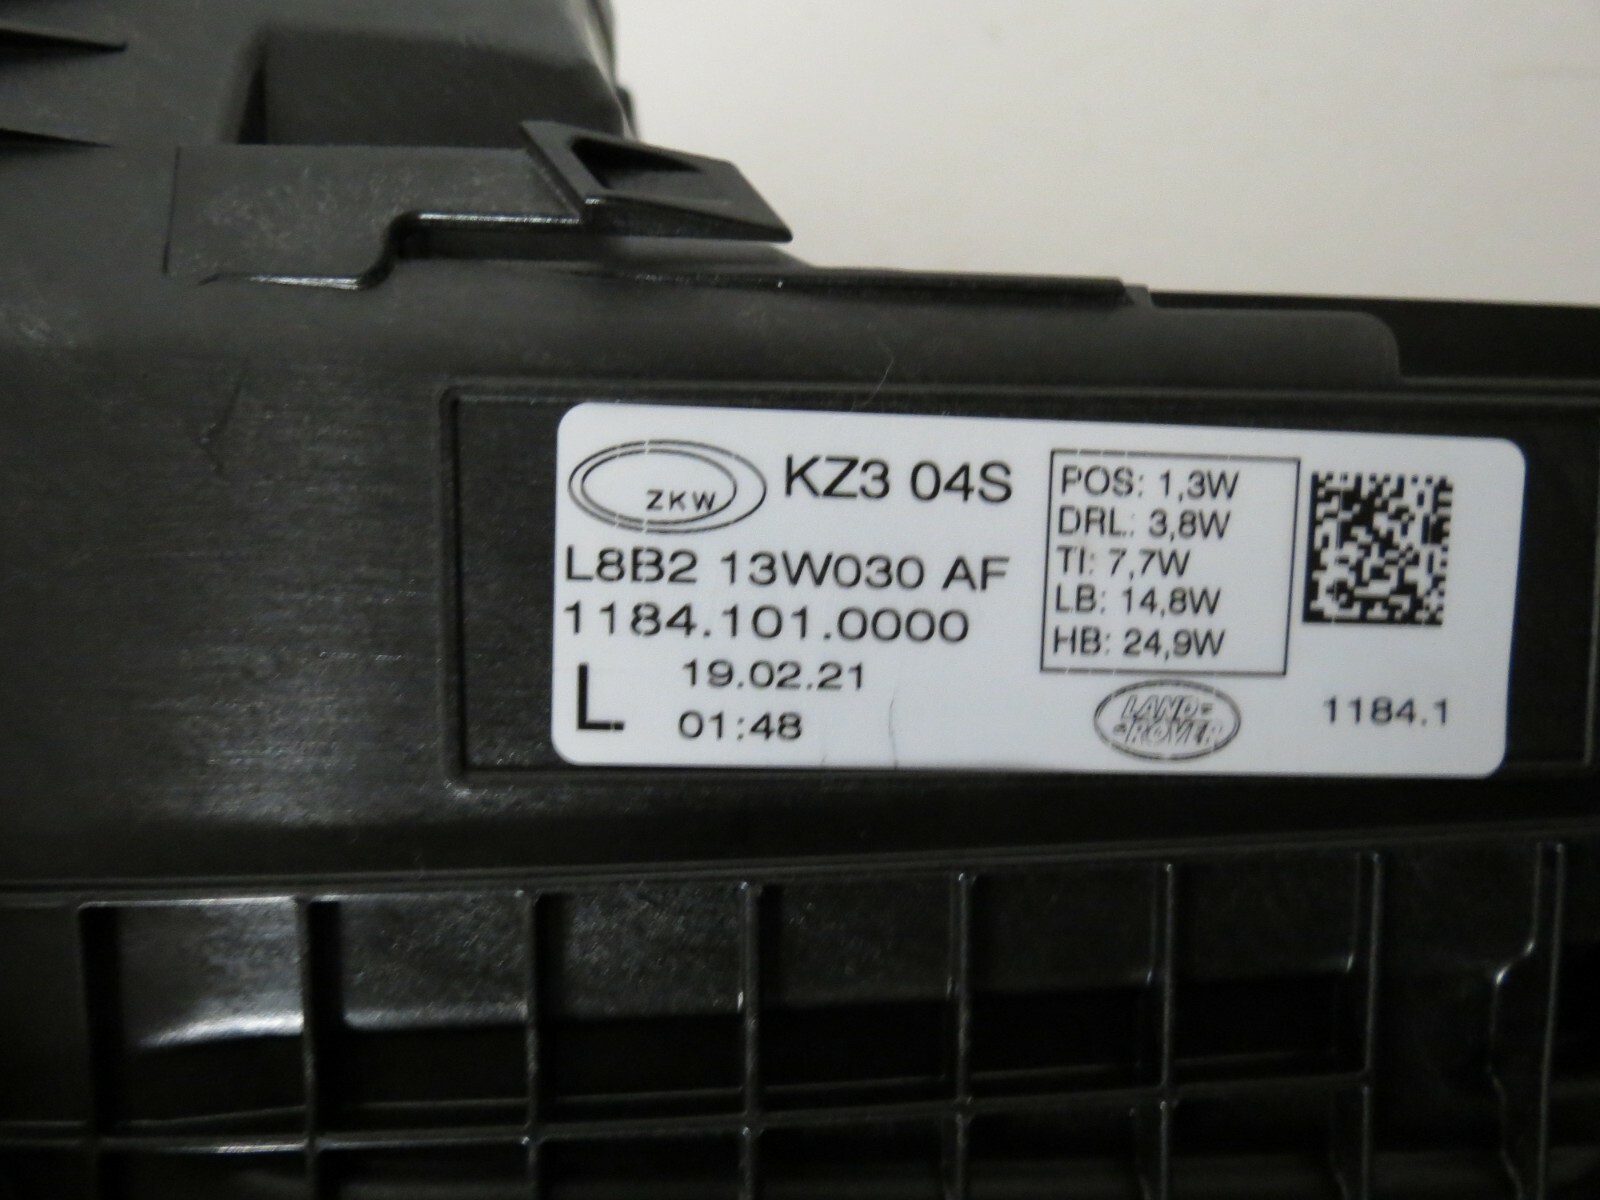 ZKW
KZ3 04S
L8B2 13W030 AF
1184.101.0000
L
19.02.21
01:48
POS: 1,3W
DRL: 3,8W
TI: 7,7W
LB: 14,8W
HB: 24,9W
LAND-
-ROVER
1184.1